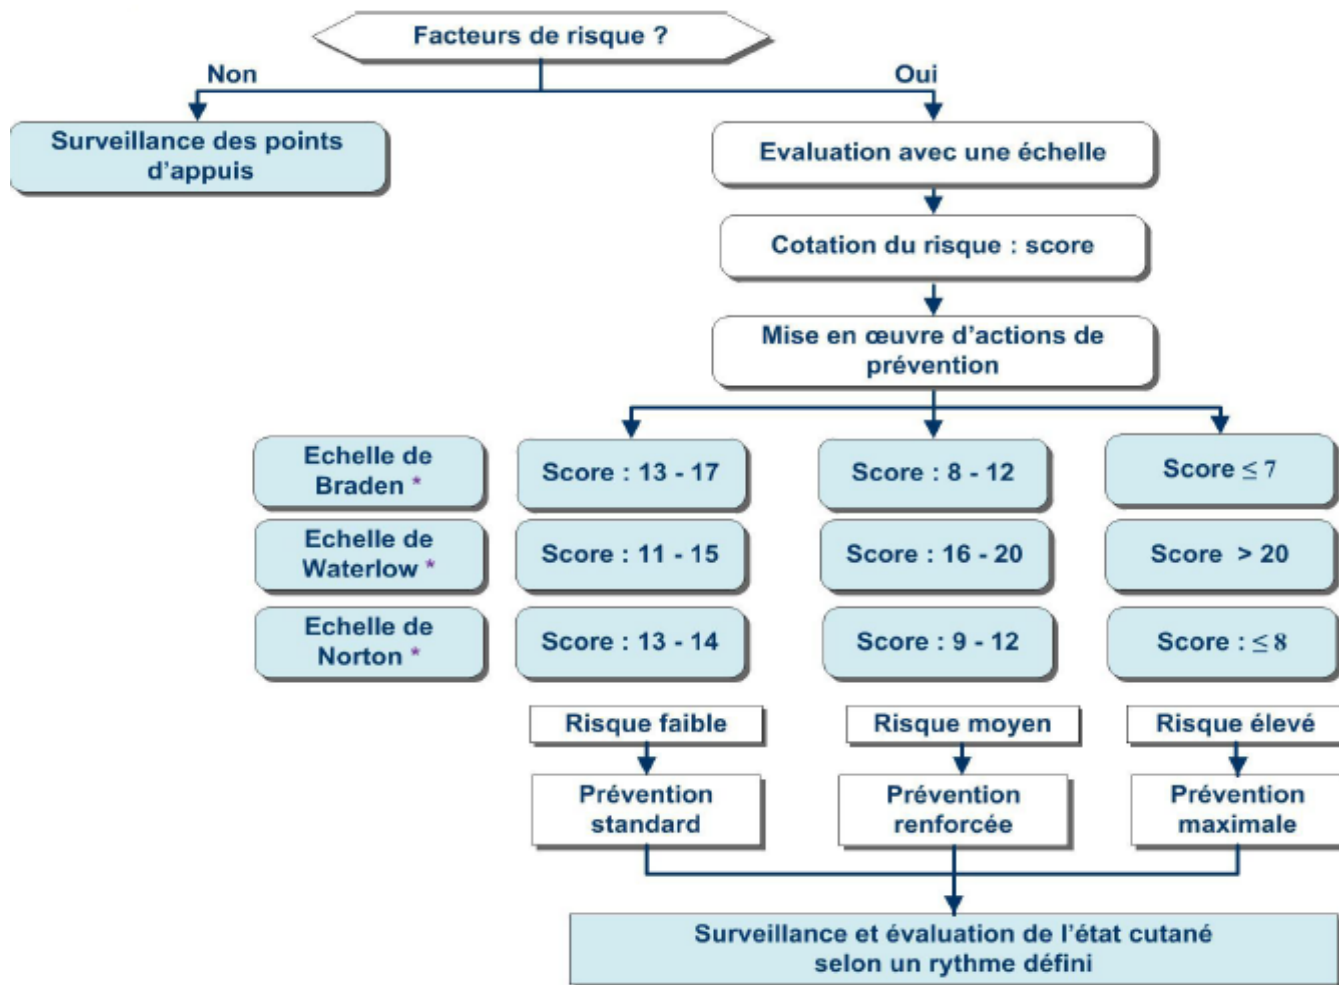 Facteurs de risque ?
Non
Oui
Surveillance des points
d'appuis
Evaluation avec une échelle
Cotation du risque : score
Mise en œuvre d'actions de
prévention
Echelle de
Braden *
Score : 13 - 17
Score : 8 - 12
Score ≤ 7
Echelle de
Waterlow *
Score : 11 - 15
Score : 16 - 20
Score > 20
Echelle de
Norton *
Score : 13 - 14
Score : 9 - 12
Score : ≤ 8
Risque faible
Risque moyen
Risque élevé
Prévention
standard
Prévention
renforcée
Prévention
maximale
Surveillance et évaluation de l'état cutané
selon un rythme défini